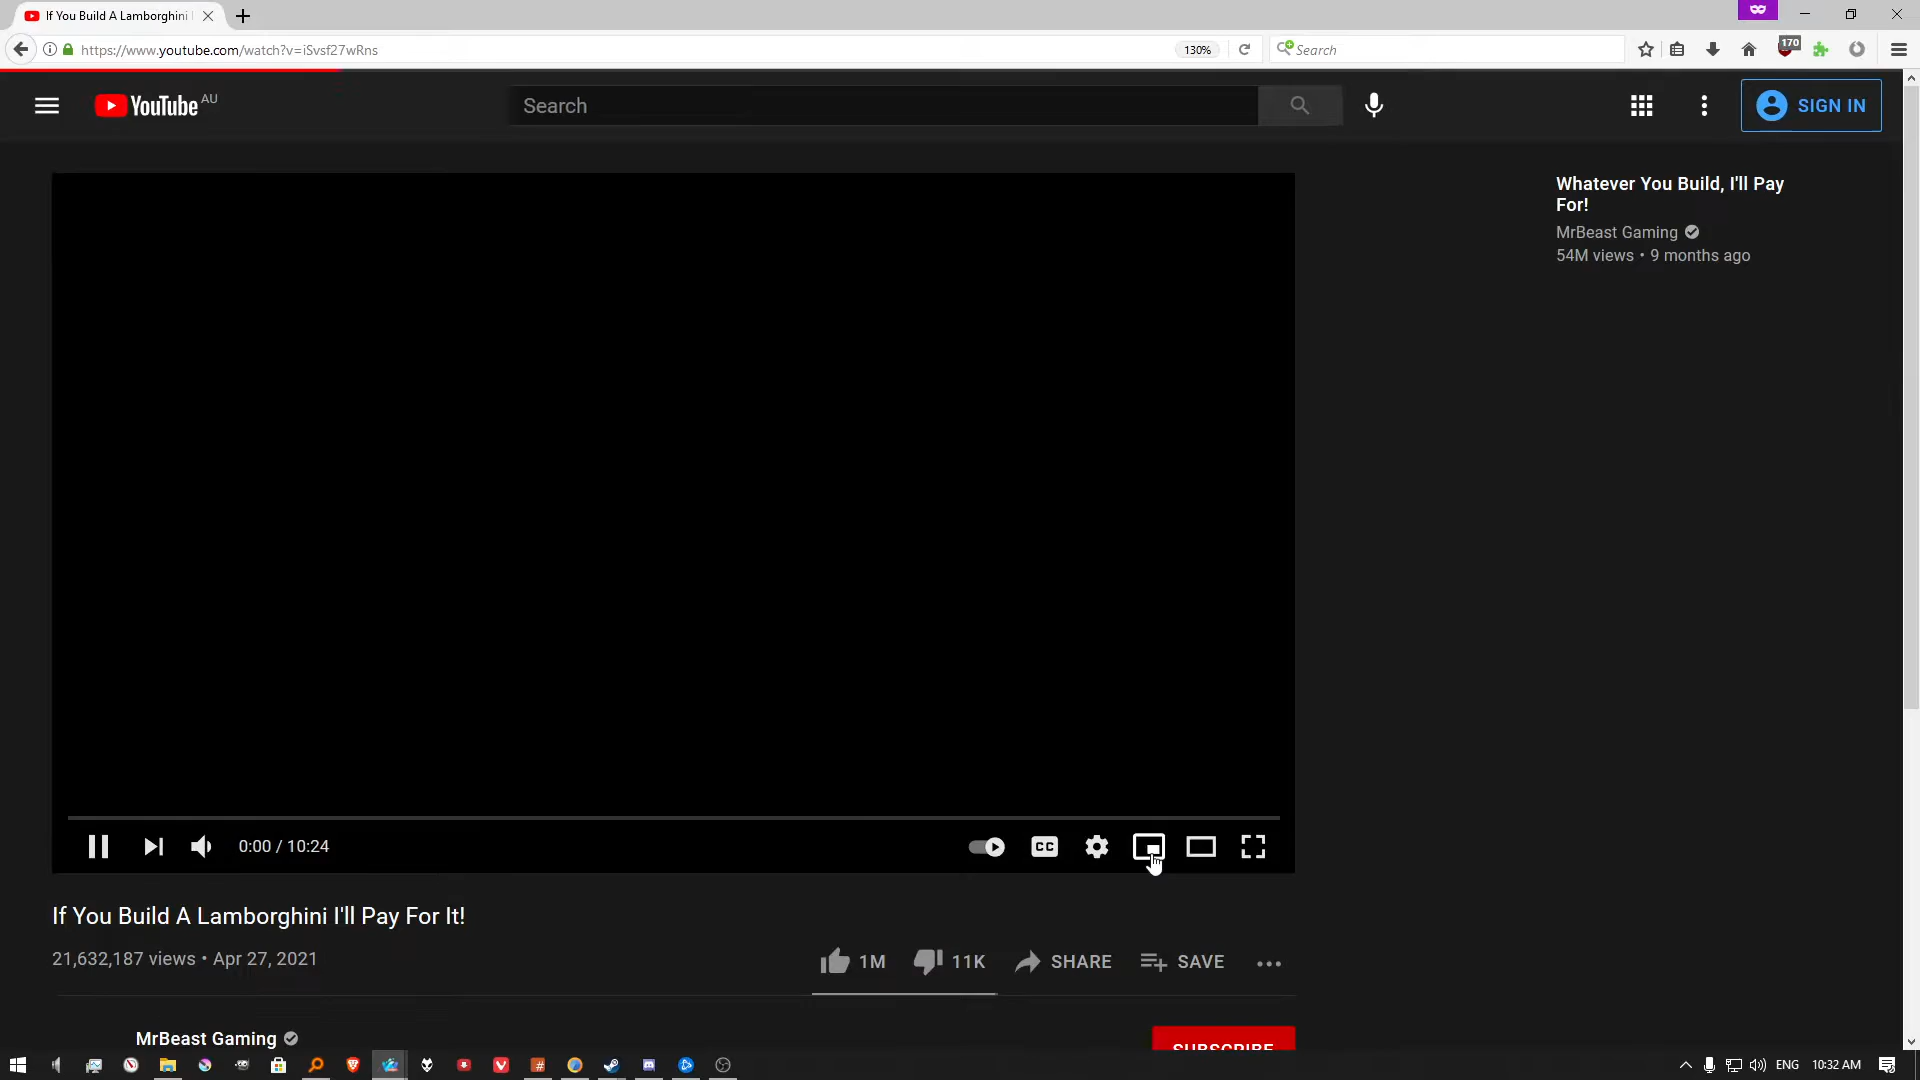 If You Build A Lamborghini
https://www.youtube.com/watch?v=iSvsf27wRns
130%
Search
170
YouTube AU
Search
SIGN IN
Whatever You Build, I'll Pay
For!
MrBeast Gaming
54M views • 9 months ago
0:00 / 10:24
CC
If You Build A Lamborghini I'll Pay For It!
21,632,187 views • Apr 27, 2021
1M
11K
SHARE
SAVE
MrBeast Gaming
SUBSCRIBE
ENG
10:32 AM